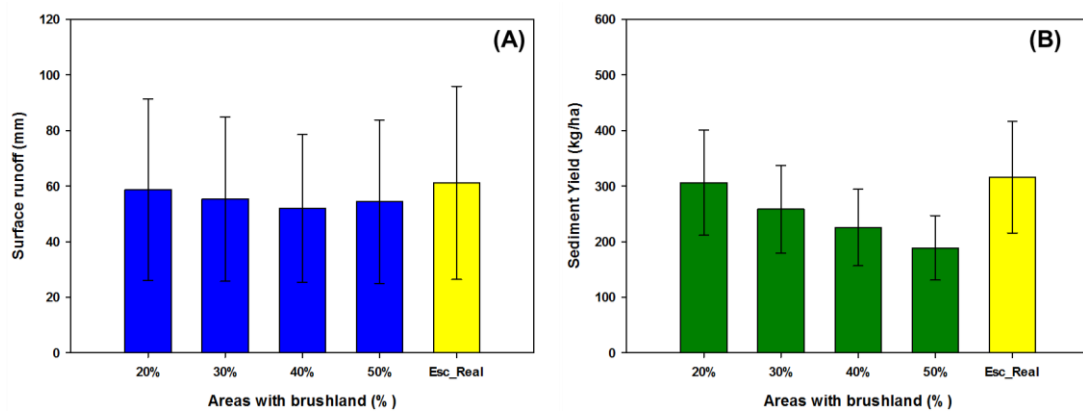 (A)
Surface runoff (mm)
120
100
80
60
40
20
0
20% 30% 40% 50% Esc_Real
Areas with brushland (% )
(B)
Sediment Yield (kg/ha)
600
500
400
300
200
100
0
20% 30% 40% 50% Esc_Real
Areas with brushland (% )